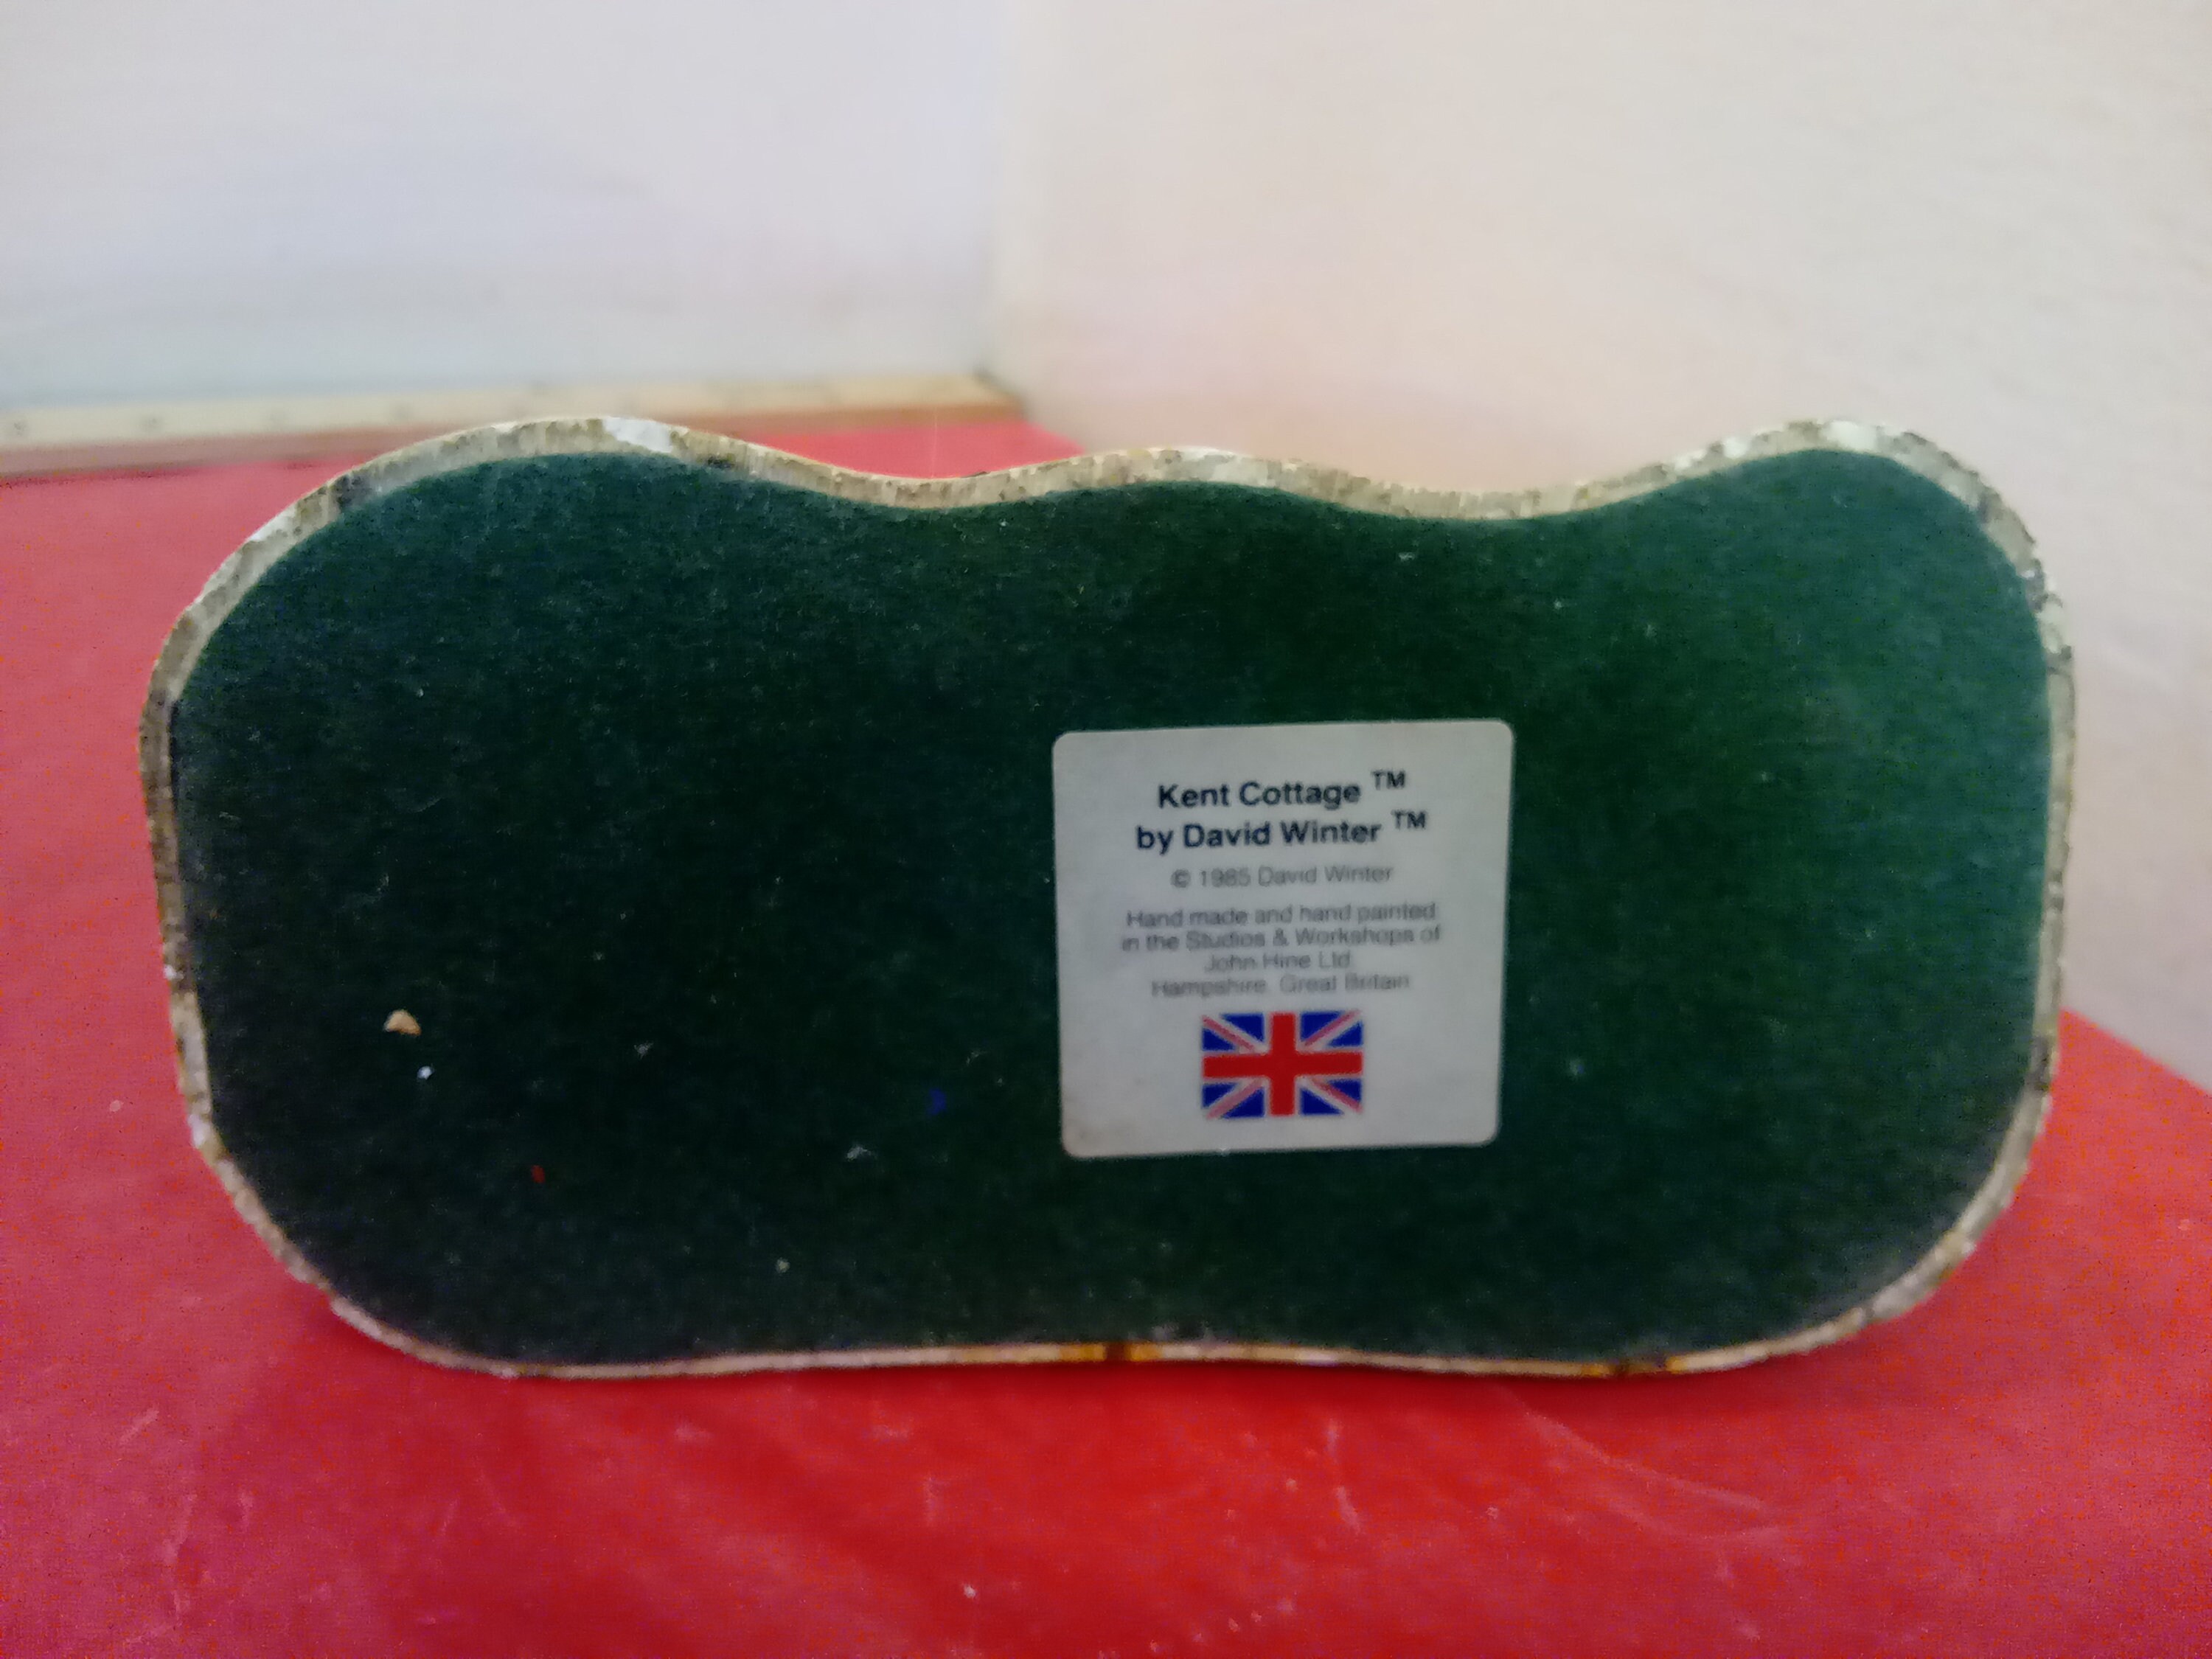 Kent Cottage ™
by David Winter ™
© 1985 David Winter
Hand made and hand painted
in the Studios & Workshops of
John Hine Ltd.
Hampshire. Great Britain